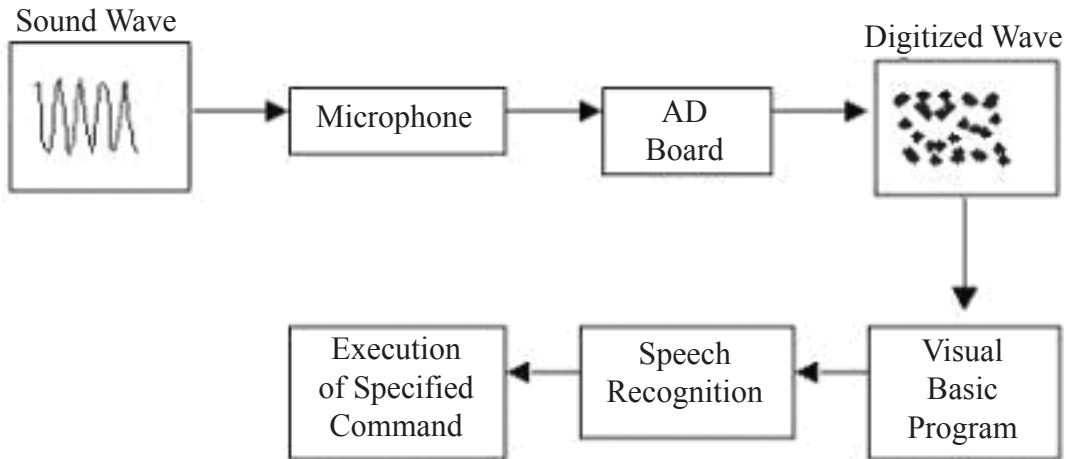 Sound Wave
Microphone
AD
Board
Digitized Wave
Visual
Basic
Program
Speech
Recognition
Execution
of Specified
Command